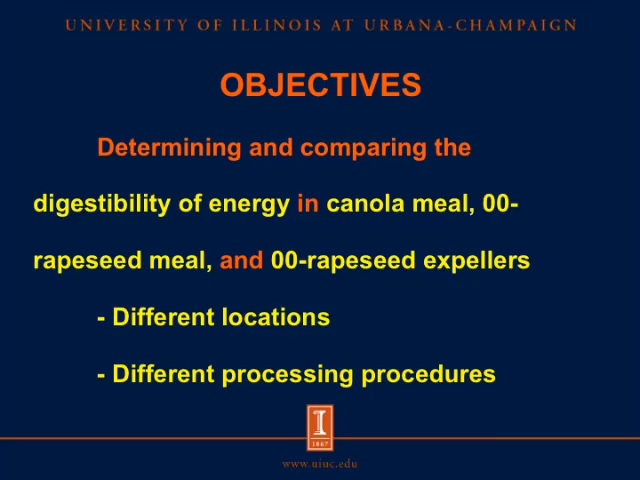 UNIVERSITY OF ILLINOIS AT URBANA-CHAMPAIGN
OBJECTIVES
Determining and comparing the
digestibility of energy in canola meal, 00-
rapeseed meal, and 00-rapeseed expellers
- Different locations
- Different processing procedures
I
1867
www.uiuc.edu